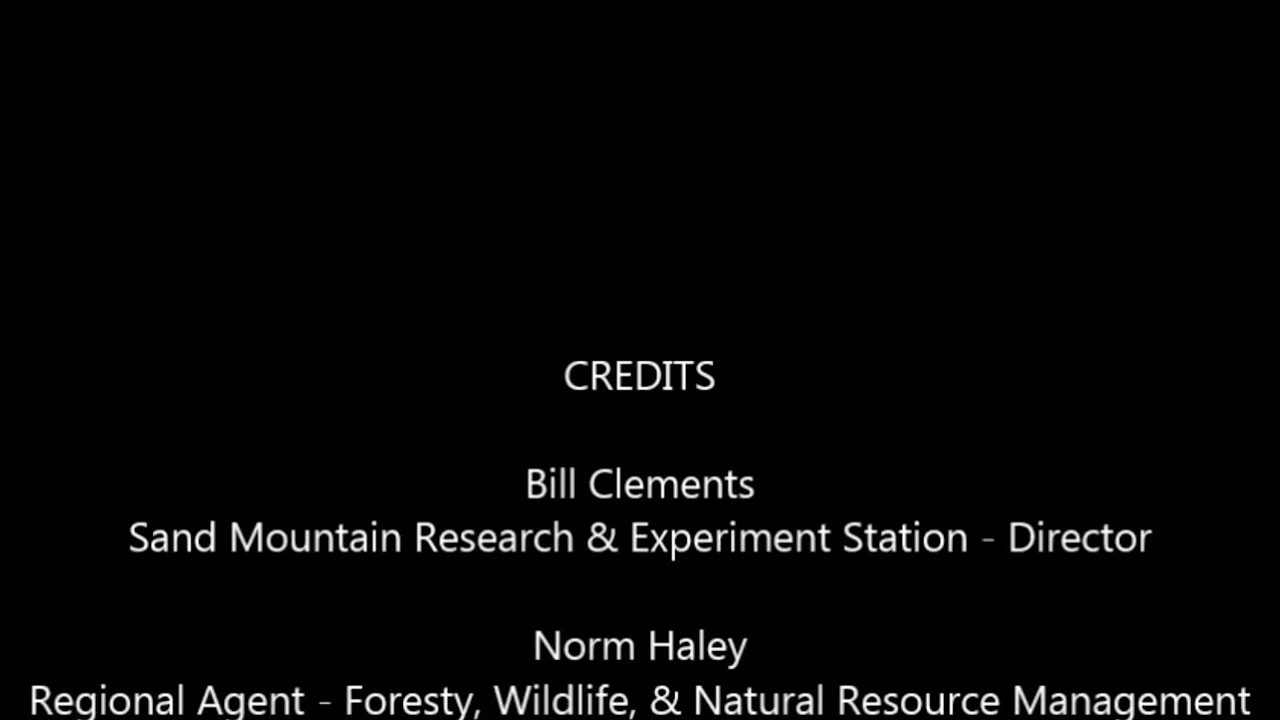 CREDITS
Bill Clements
Sand Mountain Research & Experiment Station - Director
Norm Haley
Regional Agent - Foresty, Wildlife, & Natural Resource Management